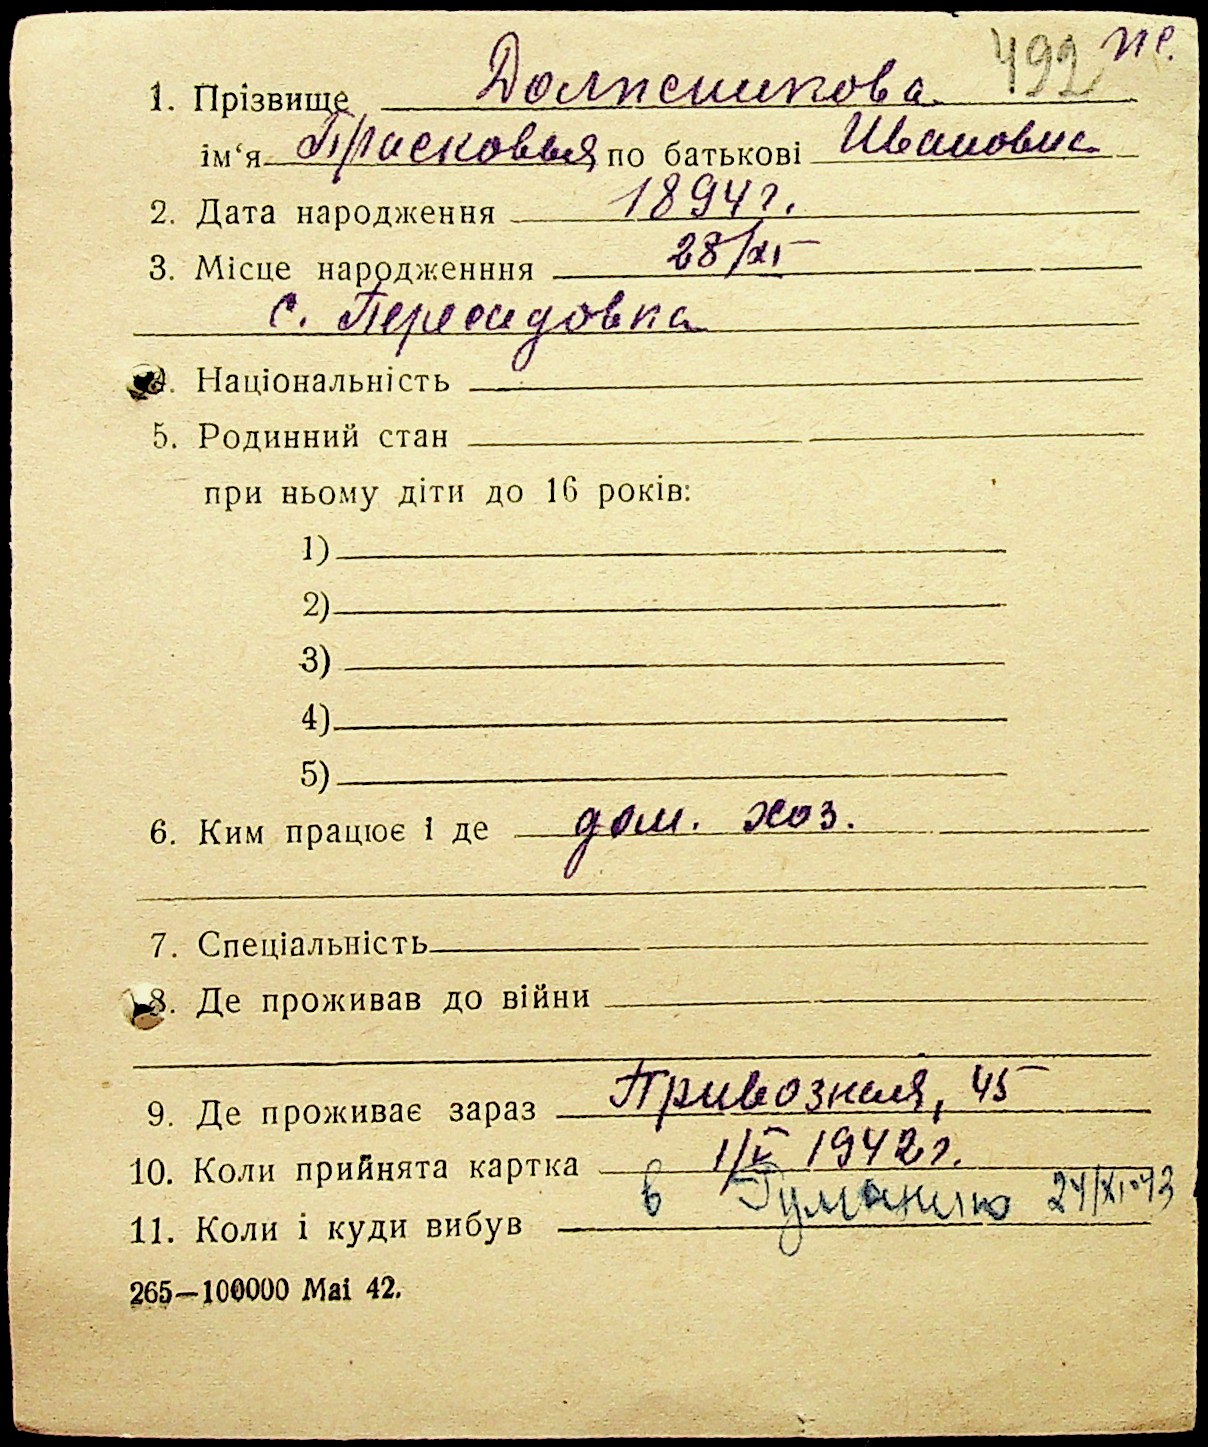 492 пе.
1. Прізвище Должникова
ім‘я Прасковья по батькові Ивановна
2. Дата народження 1894 г.
28/XI
3. Місце народженння
с. Пересадовка
4. Національність
5. Родинний стан
при ньому діти до 16 років:
1)
2)
3)
4)
5)
6. Ким працює і де дом. хоз.
7. Спеціальність
8. Де проживав до війни
9. Де проживає зараз Привозная, 45
10. Коли прийнята картка 1/V 1942 г.
11. Коли і куди вибув в Румынию 24/XI-43
265—100000 Mai 42.